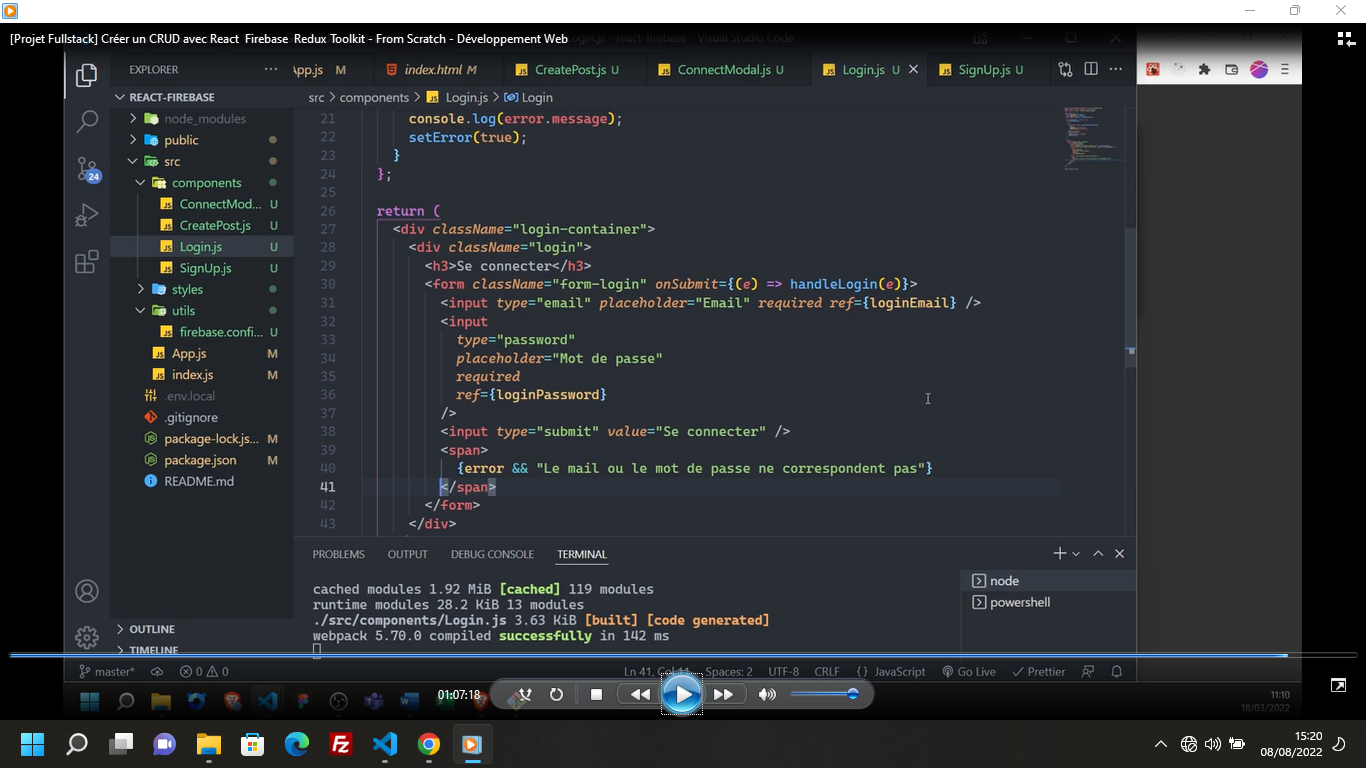 [Projet Fullstack] Créer un CRUD avec React  Firebase  Redux Toolkit - From Scratch - Développement Web
Login.js - react-firebase - Visual Studio Code
EXPLORER
App.js M
index.html M
CreatePost.js U
ConnectModal.js U
Login.js U
SignUp.js U
REACT-FIREBASE
src > components > Login.js > Login
node_modules
public
src
components
ConnectMod... U
CreatePost.js U
Login.js U
SignUp.js U
styles
utils
firebase.confi... U
App.js M
index.js M
.env.local
.gitignore
package-lock.js... M
package.json M
README.md
OUTLINE
TIMELINE
24
21 console.log(error.message);
22 setError(true);
23 }
24 };
25
26 return (
27 <div className="login-container">
28 <div className="login">
29 <h3>Se connecter</h3>
30 <form className="form-login" onSubmit={(e) => handleLogin(e)}>
31 <input type="email" placeholder="Email" required ref={loginEmail} />
32 <input
33 type="password"
34 placeholder="Mot de passe"
35 required
36 ref={loginPassword}
37 />
38 <input type="submit" value="Se connecter" />
39 <span>
40 {error && "Le mail ou le mot de passe ne correspondent pas"}
41 </span>
42 </form>
43 </div>
PROBLEMS OUTPUT DEBUG CONSOLE TERMINAL
cached modules 1.92 MiB [cached] 119 modules
runtime modules 28.2 KiB 13 modules
./src/components/Login.js 3.63 KiB [built] [code generated]
webpack 5.70.0 compiled successfully in 142 ms
node
powershell
master* 0 0 Ln 41, Col 11 Spaces: 2 UTF-8 CRLF {} JavaScript Go Live Prettier
01:07:18
11:10
18/03/2022
15:20
08/08/2022